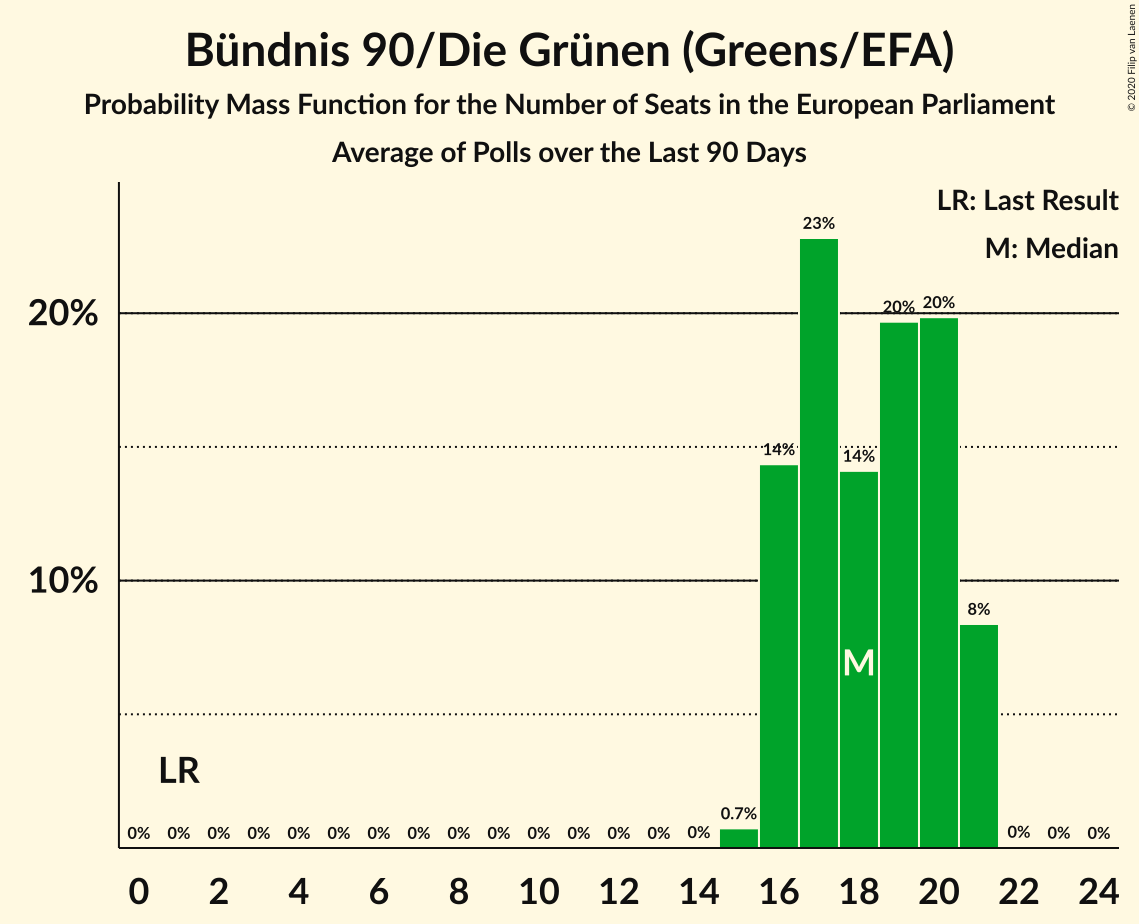 Bündnis 90/Die Grünen (Greens/EFA)
Probability Mass Function for the Number of Seats in the European Parliament
Average of Polls over the Last 90 Days
© 2020 Filip van Laenen
LR: Last Result
M: Median
23%
20% 20%
20%
14% 14%
10%
8%
M
LR
0.7%
0% 0% 0% 0% 0% 0% 0% 0% 0% 0% 0% 0% 0% 0% 0% 0% 0% 0%
0 2 4 6 8 10 12 14 16 18 20 22 24